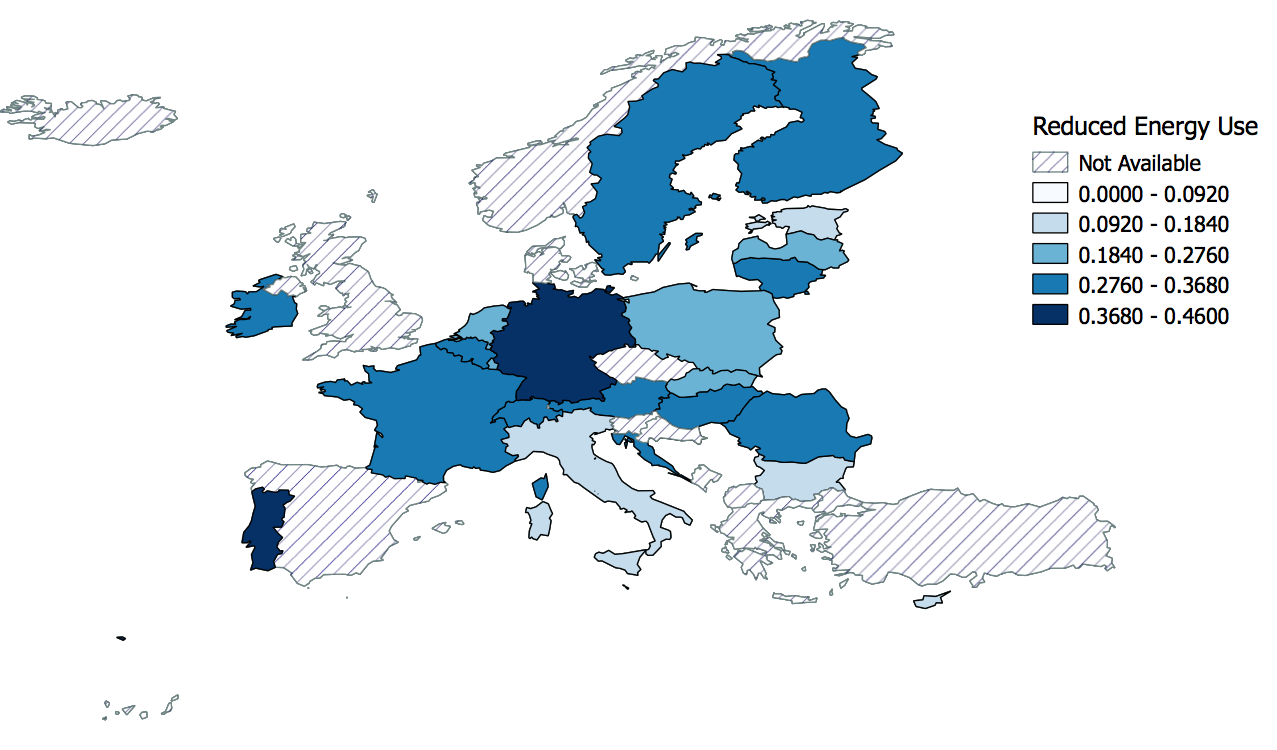 Reduced Energy Use
Not Available
0.0000 - 0.0920
0.0920 - 0.1840
0.1840 - 0.2760
0.2760 - 0.3680
0.3680 - 0.4600